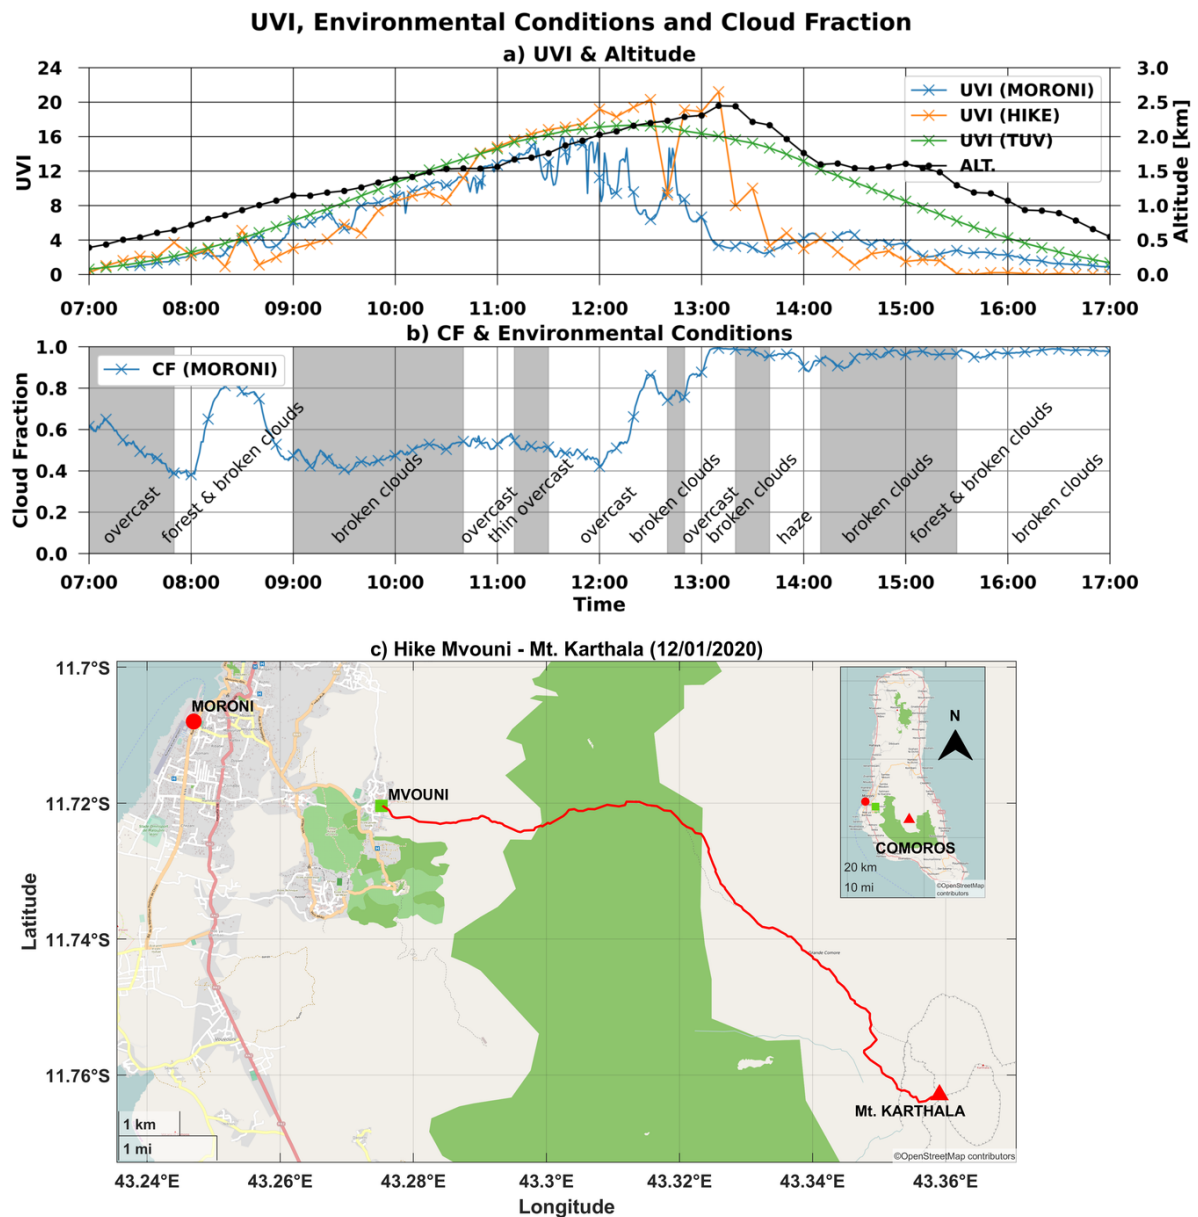 UVI, Environmental Conditions and Cloud Fraction
a) UVI & Altitude
24
20
16
12
8
4
0
UVI
3.0
2.5
2.0
1.5
1.0
0.5
0.0
Altitude [km]
UVI (MORONI)
UVI (HIKE)
UVI (TUV)
ALT.
07:00 08:00 09:00 10:00 11:00 12:00 13:00 14:00 15:00 16:00 17:00
b) CF & Environmental Conditions
1.0
0.8
0.6
0.4
0.2
0.0
Cloud Fraction
CF (MORONI)
overcast
forest & broken clouds
broken clouds
overcast
thin overcast
overcast
broken clouds
overcast
broken clouds
haze
broken clouds
forest & broken clouds
broken clouds
07:00 08:00 09:00 10:00 11:00 12:00 13:00 14:00 15:00 16:00 17:00
Time
c) Hike Mvouni - Mt. Karthala (12/01/2020)
11.7°S
11.72°S
11.74°S
11.76°S
Latitude
MORONI
MVOUNI
Mt. KARTHALA
N
COMOROS
20 km
10 mi
©OpenStreetMap
contributors
1 km
1 mi
©OpenStreetMap contributors
43.24°E 43.26°E 43.28°E 43.3°E 43.32°E 43.34°E 43.36°E
Longitude